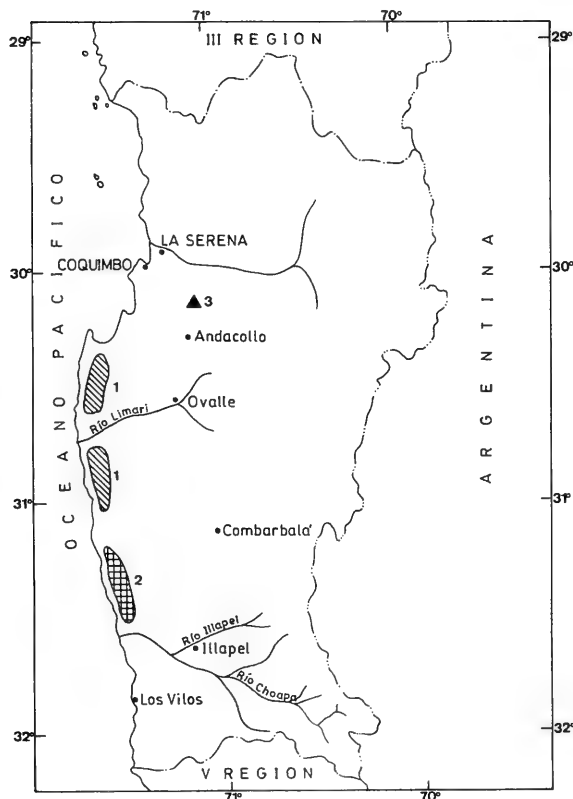 71°
70°
29°
29°
III REGION
OCEANO PACIFICO
LA SERENA
COQUIMBO
30°
30°
3
Andacollo
ARGENTINA
1
Ovalle
Río Limarí
1
31°
31°
Combarbalá
2
Río Illapel
Illapel
Río Choapa
Los Vilos
32°
32°
V REGION
71°
70°